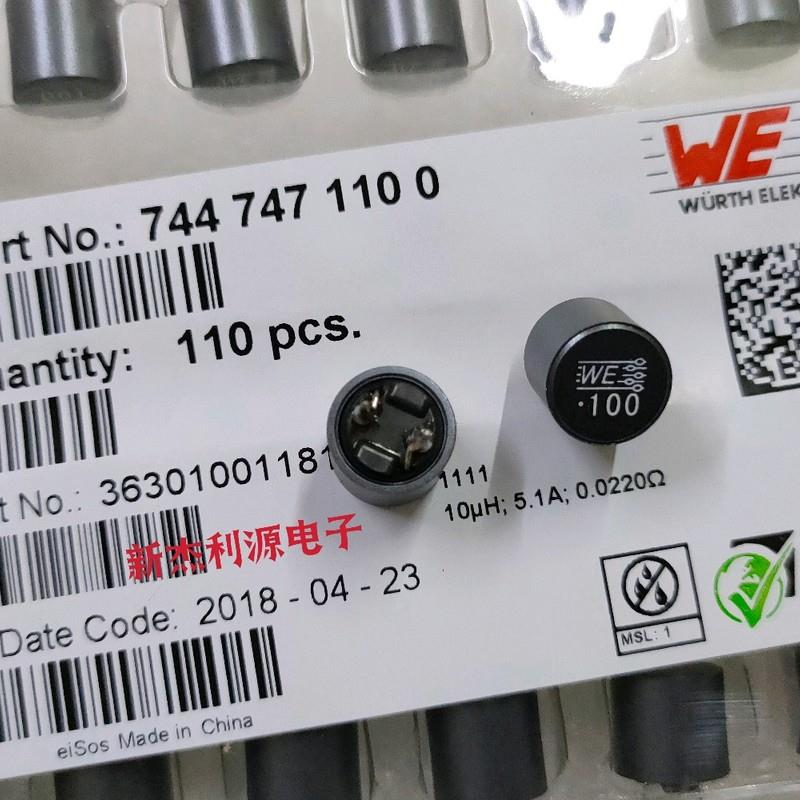 WE
WÜRTH ELEK
rt No.: 744 747 110 0
antity: 110 pcs.
WE
·100
t No.: 36301001181
1111
10µH; 5.1A; 0.0220Ω
新杰利源电子
Date Code: 2018 - 04 - 23
MSL: 1
eiSos Made in China